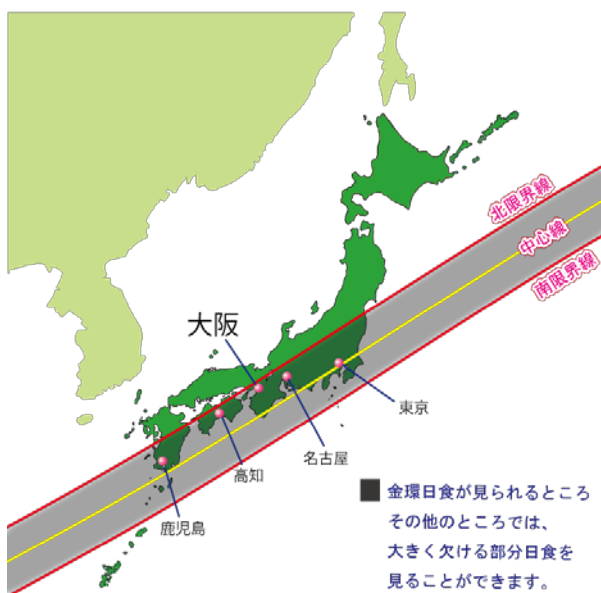 北限界線
中心線
南限界線
大阪
東京
名古屋
高知
鹿児島
金環日食が見られるところ
その他のところでは、
大きく欠ける部分日食を
見ることができます。